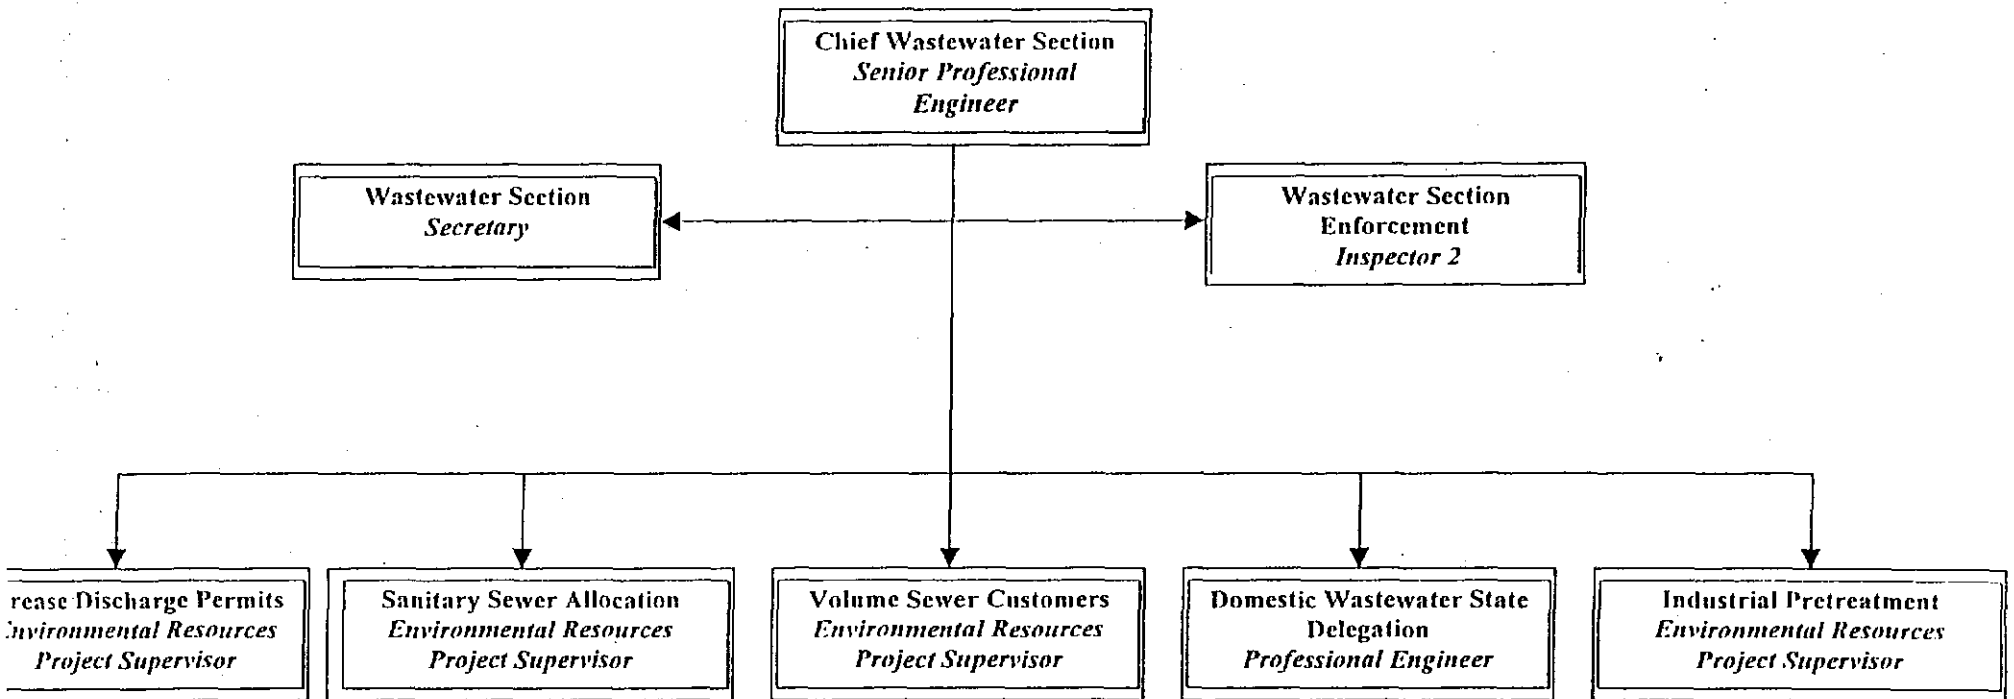 Chief Wastewater Section
Senior Professional
Engineer
Wastewater Section
Secretary
Wastewater Section
Enforcement
Inspector 2
rease Discharge Permits
nvironmental Resources
Project Supervisor
Sanitary Sewer Allocation
Environmental Resources
Project Supervisor
Volume Sewer Customers
Environmental Resources
Project Supervisor
Domestic Wastewater State
Delegation
Professional Engineer
Industrial Pretreatment
Environmental Resources
Project Supervisor